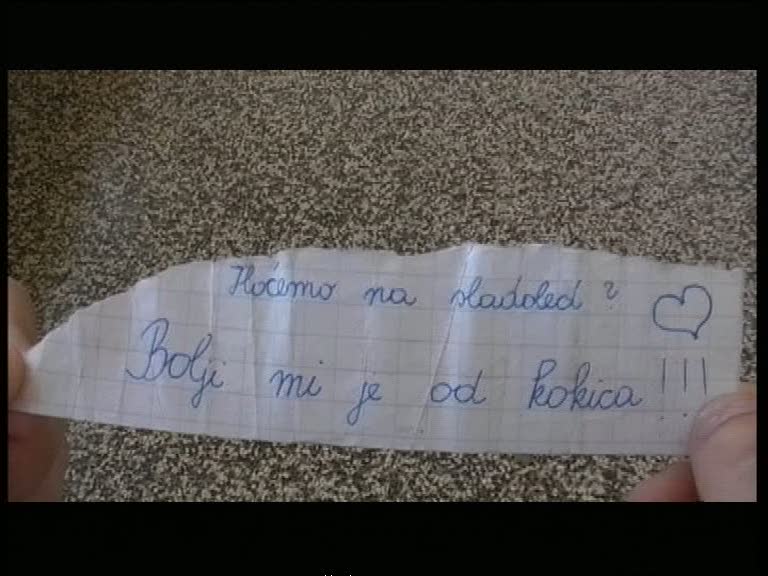 Hoćemo na sladoled?
Bolji mi je od kokica!!!